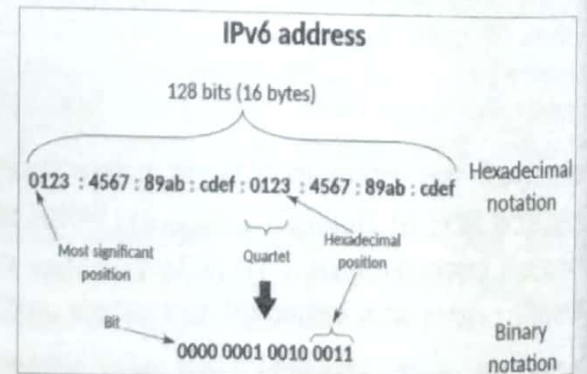 IPv6 address
128 bits (16 bytes)
0123 : 4567 : 89ab : cdef : 0123 : 4567 : 89ab : cdef
Hexadecimal
notation
Most significant
position
Quartet
Hexadecimal
position
Bit
0000 0001 0010 0011
Binary
notation